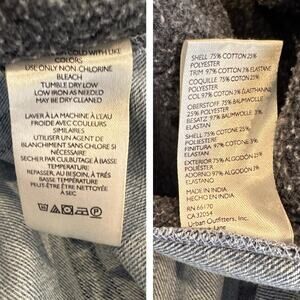 COLD WITH LIKE
COLORS
USE ONLY NON-CHLORINE
BLEACH
TUMBLE DRY LOW
LOW IRON AS NEEDED
MAY BE DRY CLEANED
LAVER À LA MACHINE À L'EAU
FROIDE AVEC COULEURS
SIMILAIRES
UTILISER UN AGENT DE
BLANCHIMENT SANS CHLORE SI
NÉCESSAIRE
SECHER PAR CULBUTAGE À BASSE
TEMPÉRATURE
REPASSER, AU BESOIN, À TRÈS
BASSE TEMPÉRATURE
PEUT-ÊTRE ÊTRE NETTOYÉE
À SEC
SHELL 75% COTTON 25%
POLYESTER
TRIM 97% COTTON 3% ELASTANE
COQUILLE 75% COTON 25%
POLYESTER
COL 97% COTON 3% ÉLASTHANNE
OBERSTOFF 75% BAUMWOLLE
25% POLYESTER
BESATZ 97% BAUMWOLLE 3%
ELASTAN
SHELL 75% COTONE 25%
POLIESTERE
FINITURA 97% COTONE 3%
ELASTAN
EXTERIOR 75% ALGODÓN 25%
POLIÉSTER
ADORNO 97% ALGODÓN 3%
ELASTANO
MADE IN INDIA
HECHO EN INDIA
RN 66170
CA 32054
Urban Outfitters, Inc.
Lane